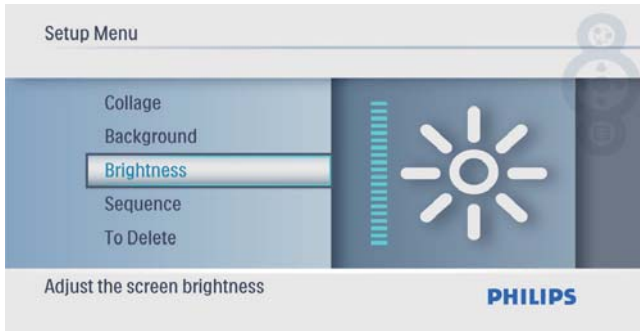 Setup Menu
Collage
Background
Brightness
Sequence
To Delete
Adjust the screen brightness
PHILIPS